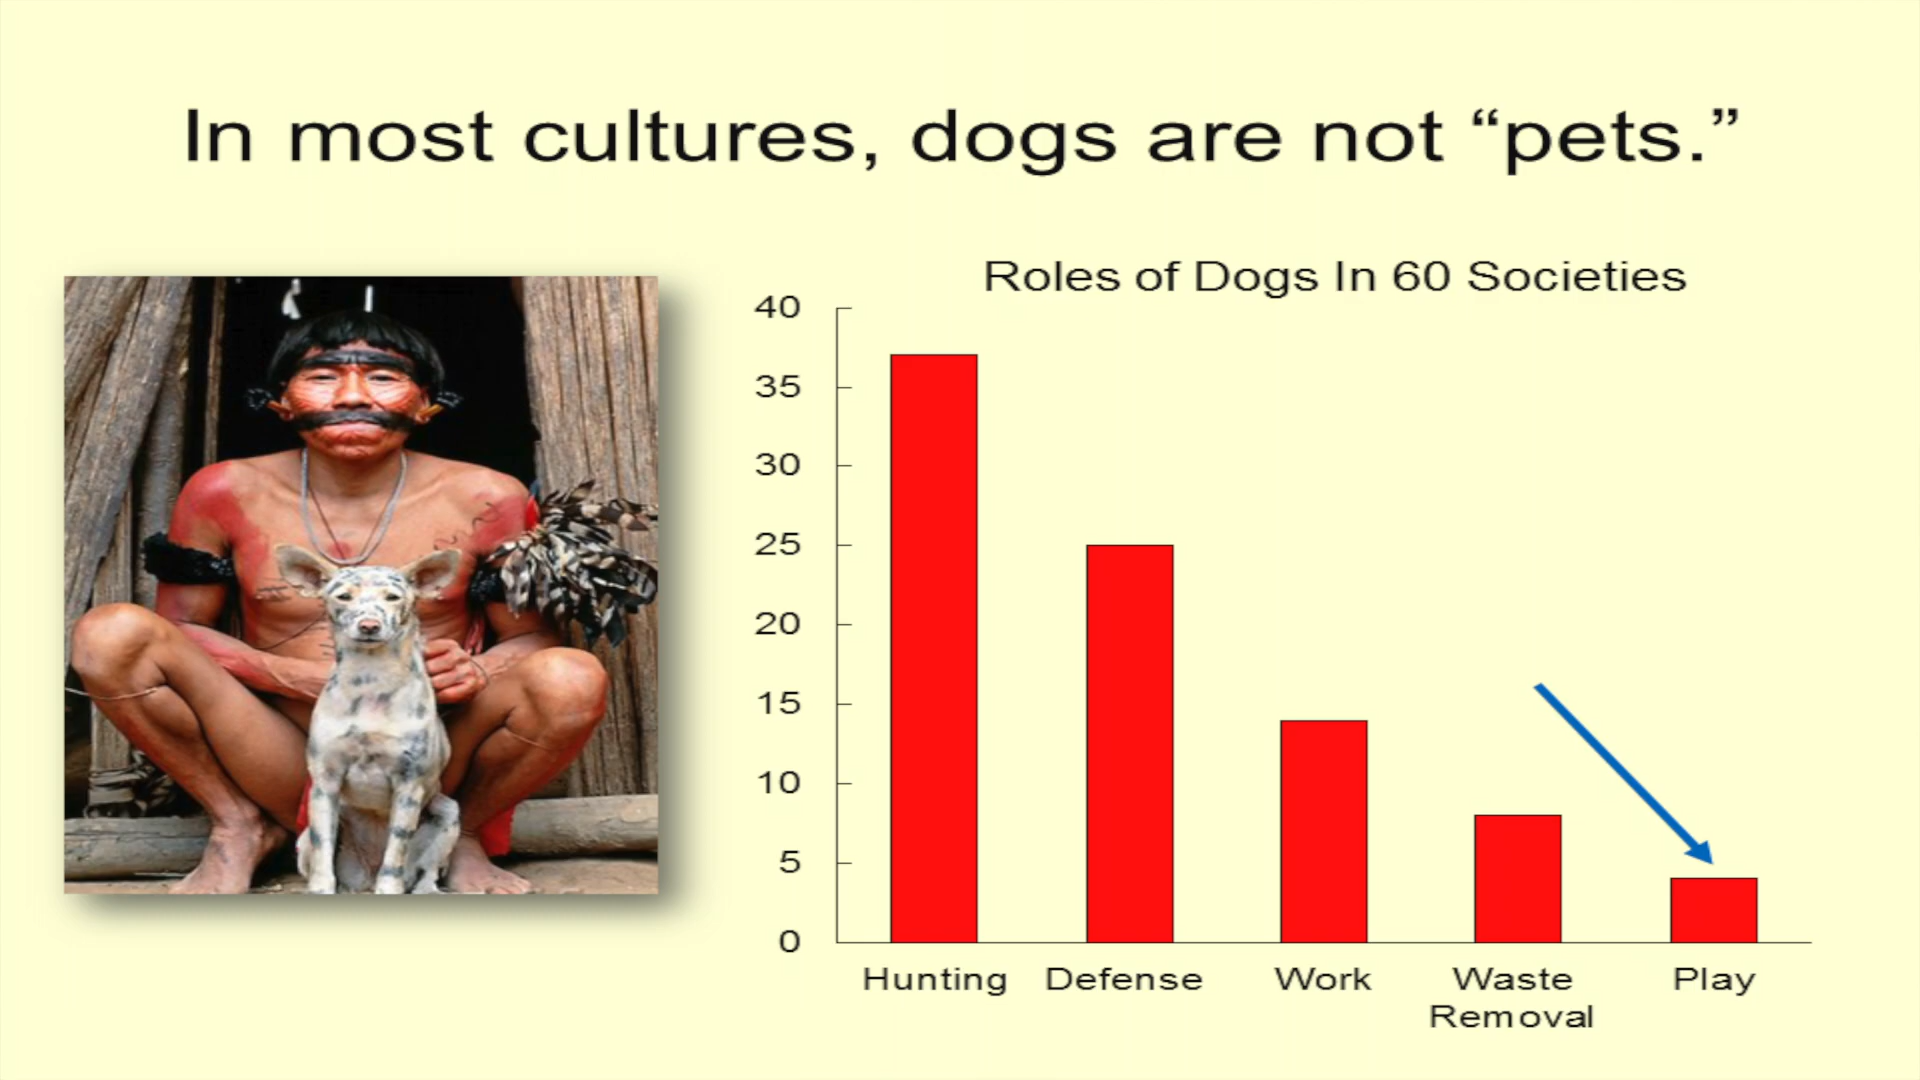 In most cultures, dogs are not “pets.”
Roles of Dogs In 60 Societies
40
35
30
25
20
15
10
5
0
Hunting Defense Work Waste Play
Removal